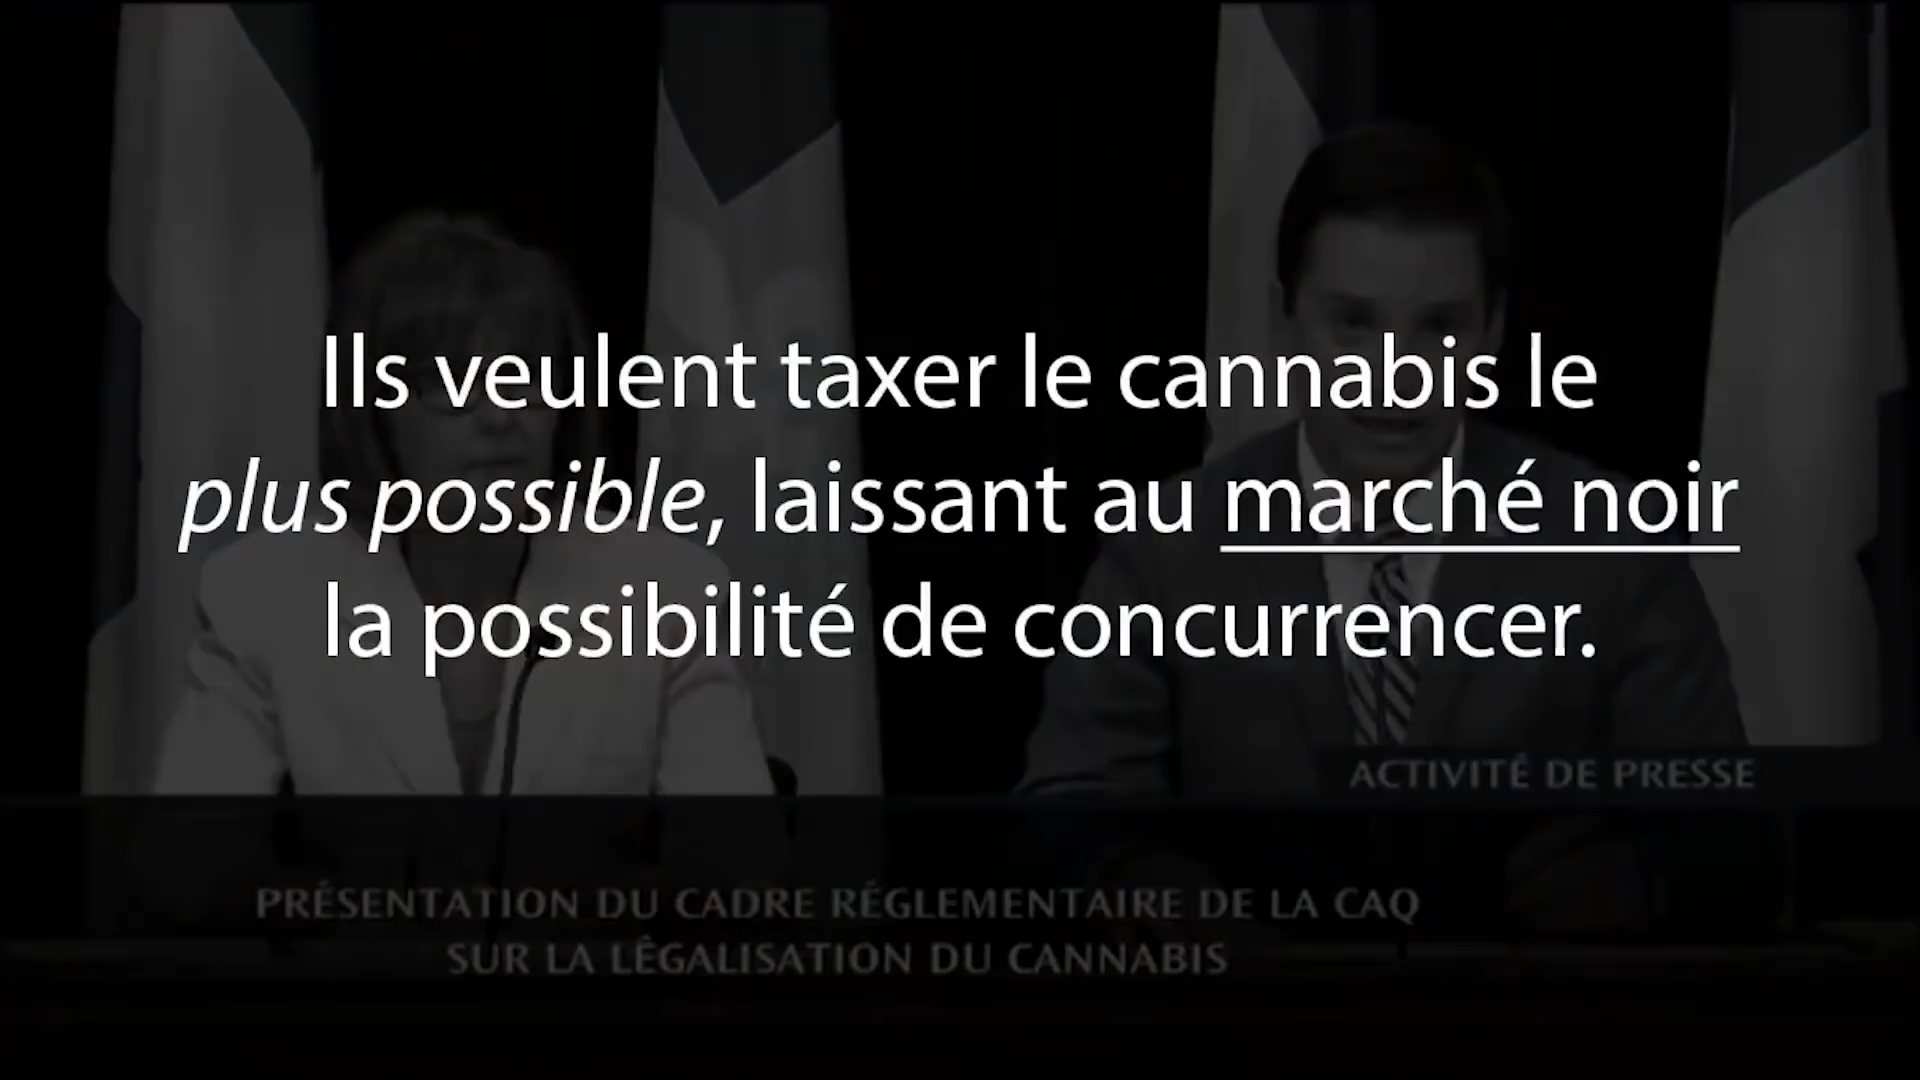 Ils veulent taxer le cannabis le
plus possible, laissant au marché noir
la possibilité de concurrencer.
ACTIVITÉ DE PRESSE
PRÉSENTATION DU CADRE RÉGLEMENTAIRE DE LA CAQ
SUR LA LÉGALISATION DU CANNABIS